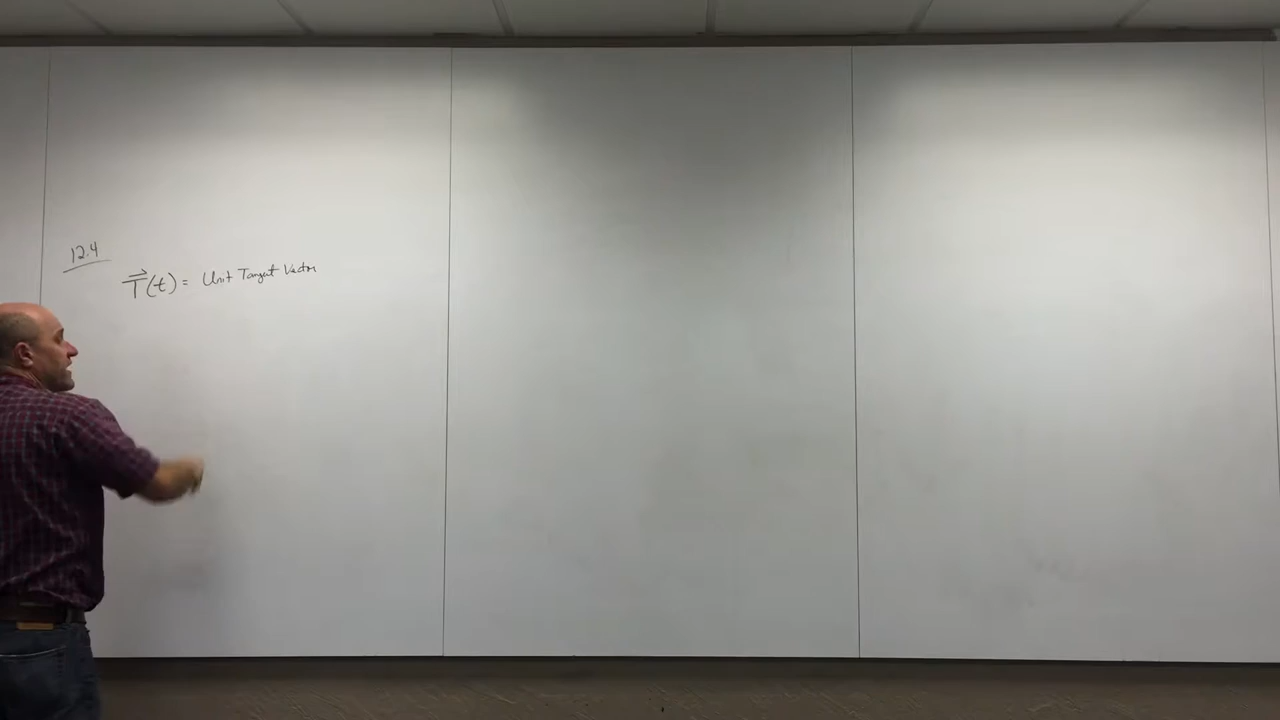 12.4
T⃗(t) = Unit Tangent Vector